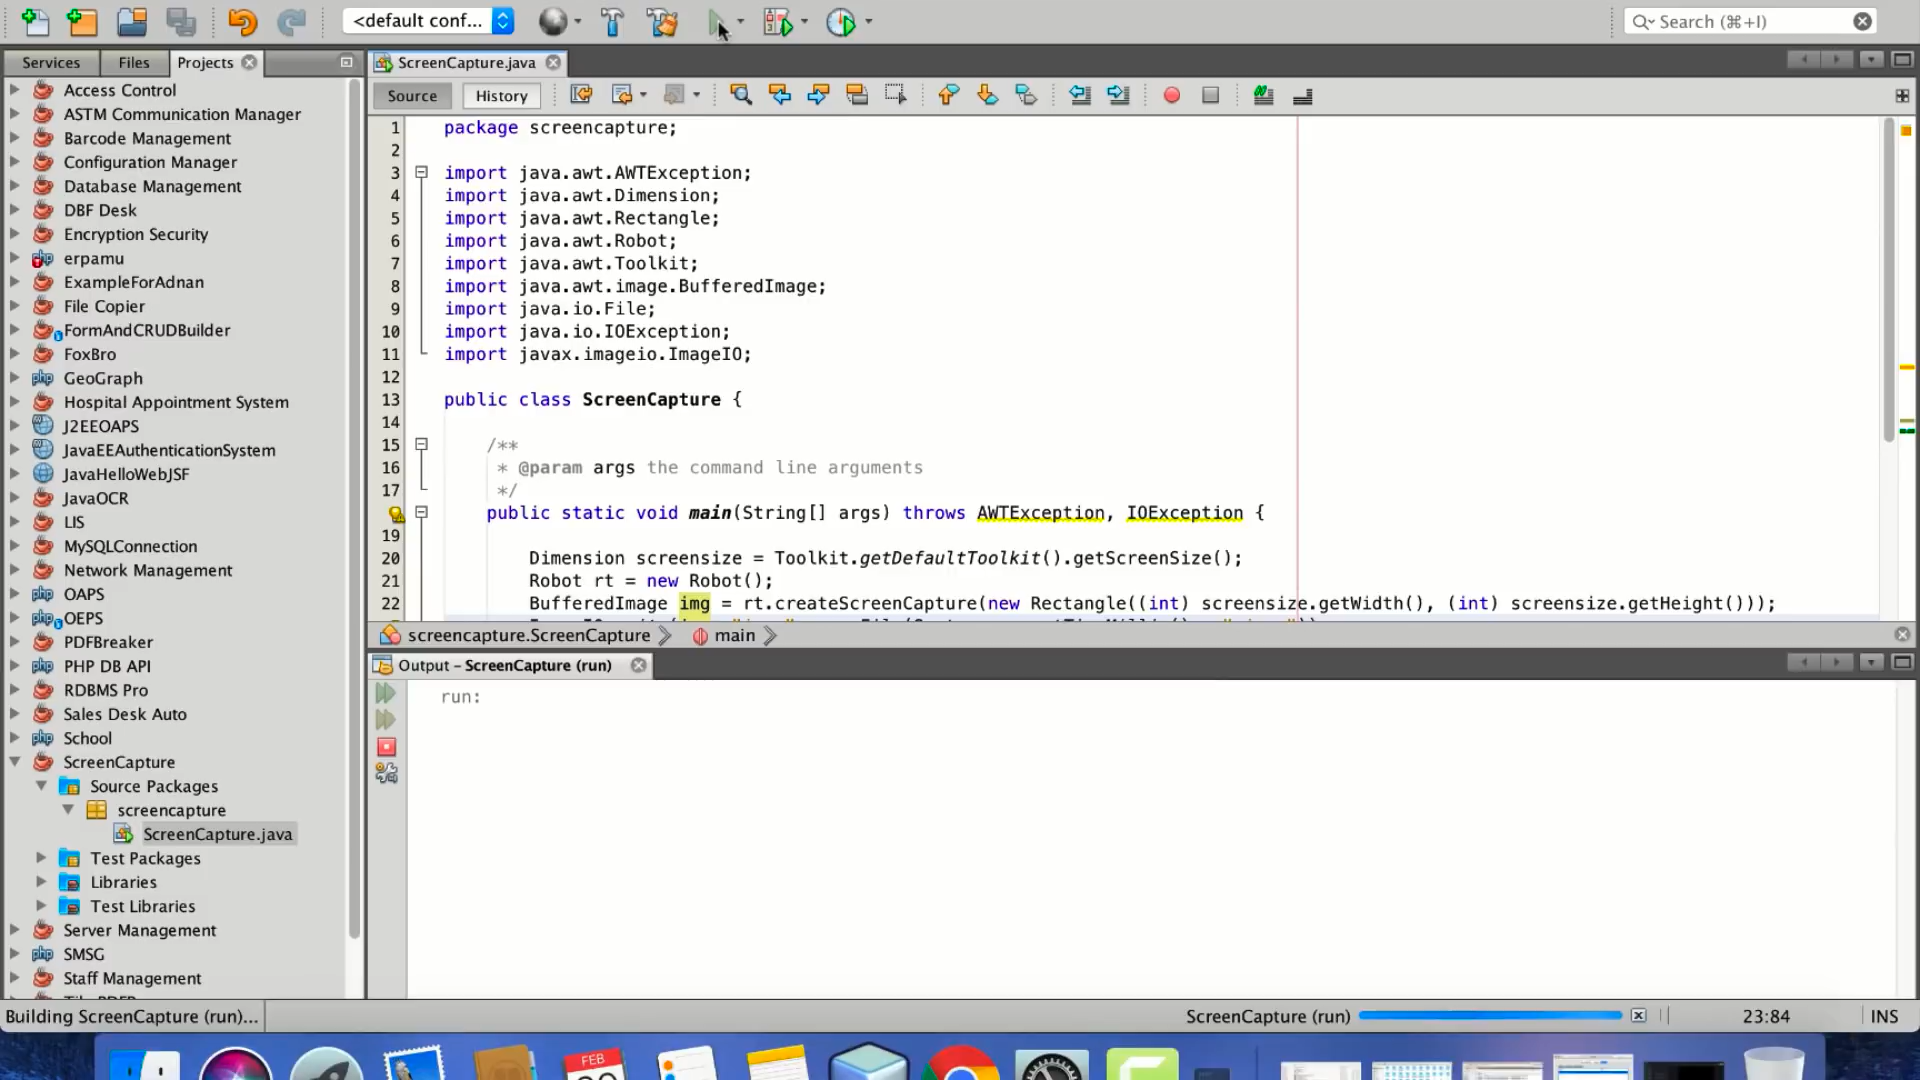 <default conf...
Search (⌘+I)
Services
Files
Projects
ScreenCapture.java
Source
History
Access Control
ASTM Communication Manager
Barcode Management
Configuration Manager
Database Management
DBF Desk
Encryption Security
erpamu
ExampleForAdnan
File Copier
FormAndCRUDBuilder
FoxBro
GeoGraph
Hospital Appointment System
J2EEOAPS
JavaEEAuthenticationSystem
JavaHelloWebJSF
JavaOCR
LIS
MySQLConnection
Network Management
OAPS
OEPS
PDFBreaker
PHP DB API
RDBMS Pro
Sales Desk Auto
School
ScreenCapture
Source Packages
screencapture
ScreenCapture.java
Test Packages
Libraries
Test Libraries
Server Management
SMSG
Staff Management
1 package screencapture;
2
3 import java.awt.AWTException;
4 import java.awt.Dimension;
5 import java.awt.Rectangle;
6 import java.awt.Robot;
7 import java.awt.Toolkit;
8 import java.awt.image.BufferedImage;
9 import java.io.File;
10 import java.io.IOException;
11 import javax.imageio.ImageIO;
12
13 public class ScreenCapture {
14
15 /**
16 * @param args the command line arguments
17 */
public static void main(String[] args) throws AWTException, IOException {
19
20 Dimension screensize = Toolkit.getDefaultToolkit().getScreenSize();
21 Robot rt = new Robot();
22 BufferedImage img = rt.createScreenCapture(new Rectangle((int) screensize.getWidth(), (int) screensize.getHeight()));
screencapture.ScreenCapture
main
Output – ScreenCapture (run)
run:
Building ScreenCapture (run)...
ScreenCapture (run)
23:84
INS
FEB